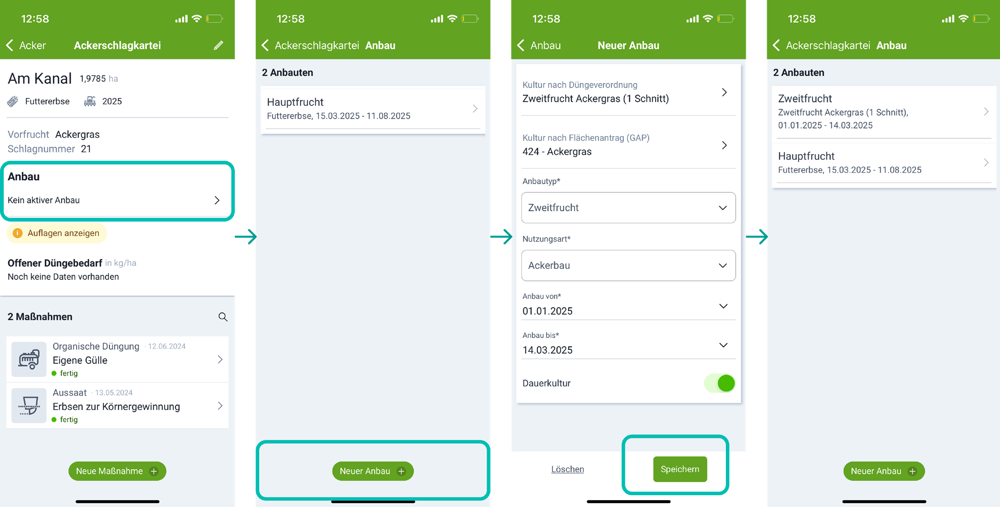 12:58
Acker
Ackerschlagkartei
Am Kanal 1,9785 ha
Futtererbse 2025
Vorfrucht Ackergras
Schlagnummer 21
Anbau
Kein aktiver Anbau
Auflagen anzeigen
Offener Düngebedarf in kg/ha
Noch keine Daten vorhanden
2 Maßnahmen
Organische Düngung · 12.06.2024
Eigene Gülle
fertig
Aussaat · 13.05.2024
Erbsen zur Körnergewinnung
fertig
Neue Maßnahme +
12:58
Ackerschlagkartei Anbau
2 Anbauten
Hauptfrucht
Futtererbse, 15.03.2025 - 11.08.2025
Neuer Anbau +
12:58
Anbau
Neuer Anbau
Kultur nach Düngeverordnung
Zweitfrucht Ackergras (1 Schnitt)
Kultur nach Flächenantrag (GAP)
424 - Ackergras
Anbautyp*
Zweitfrucht
Nutzungsart*
Ackerbau
Anbau von*
01.01.2025
Anbau bis*
14.03.2025
Dauerkultur
Löschen
Speichern
12:58
Ackerschlagkartei Anbau
2 Anbauten
Zweitfrucht
Zweitfrucht Ackergras (1 Schnitt),
01.01.2025 - 14.03.2025
Hauptfrucht
Futtererbse, 15.03.2025 - 11.08.2025
Neuer Anbau +